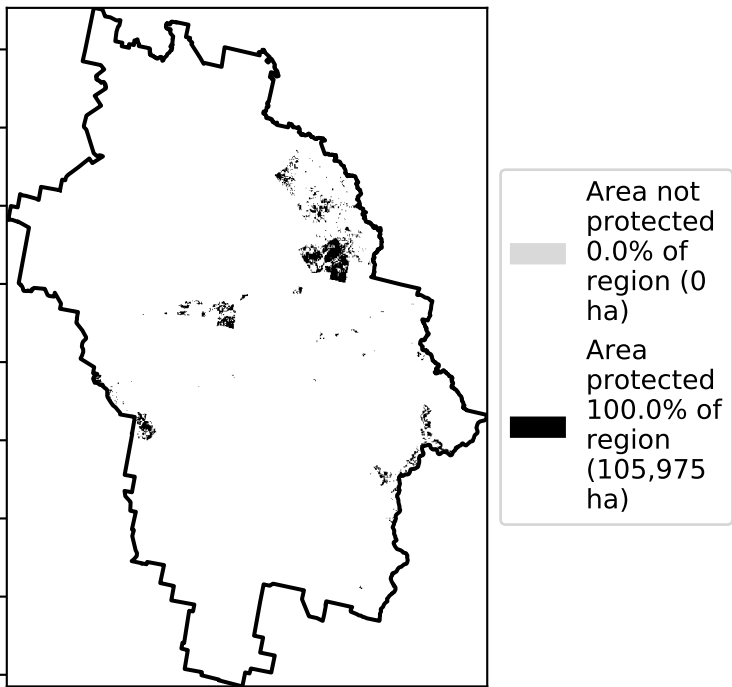 Area not
protected
0.0% of
region (0
ha)
Area
protected
100.0% of
region
(105,975
ha)